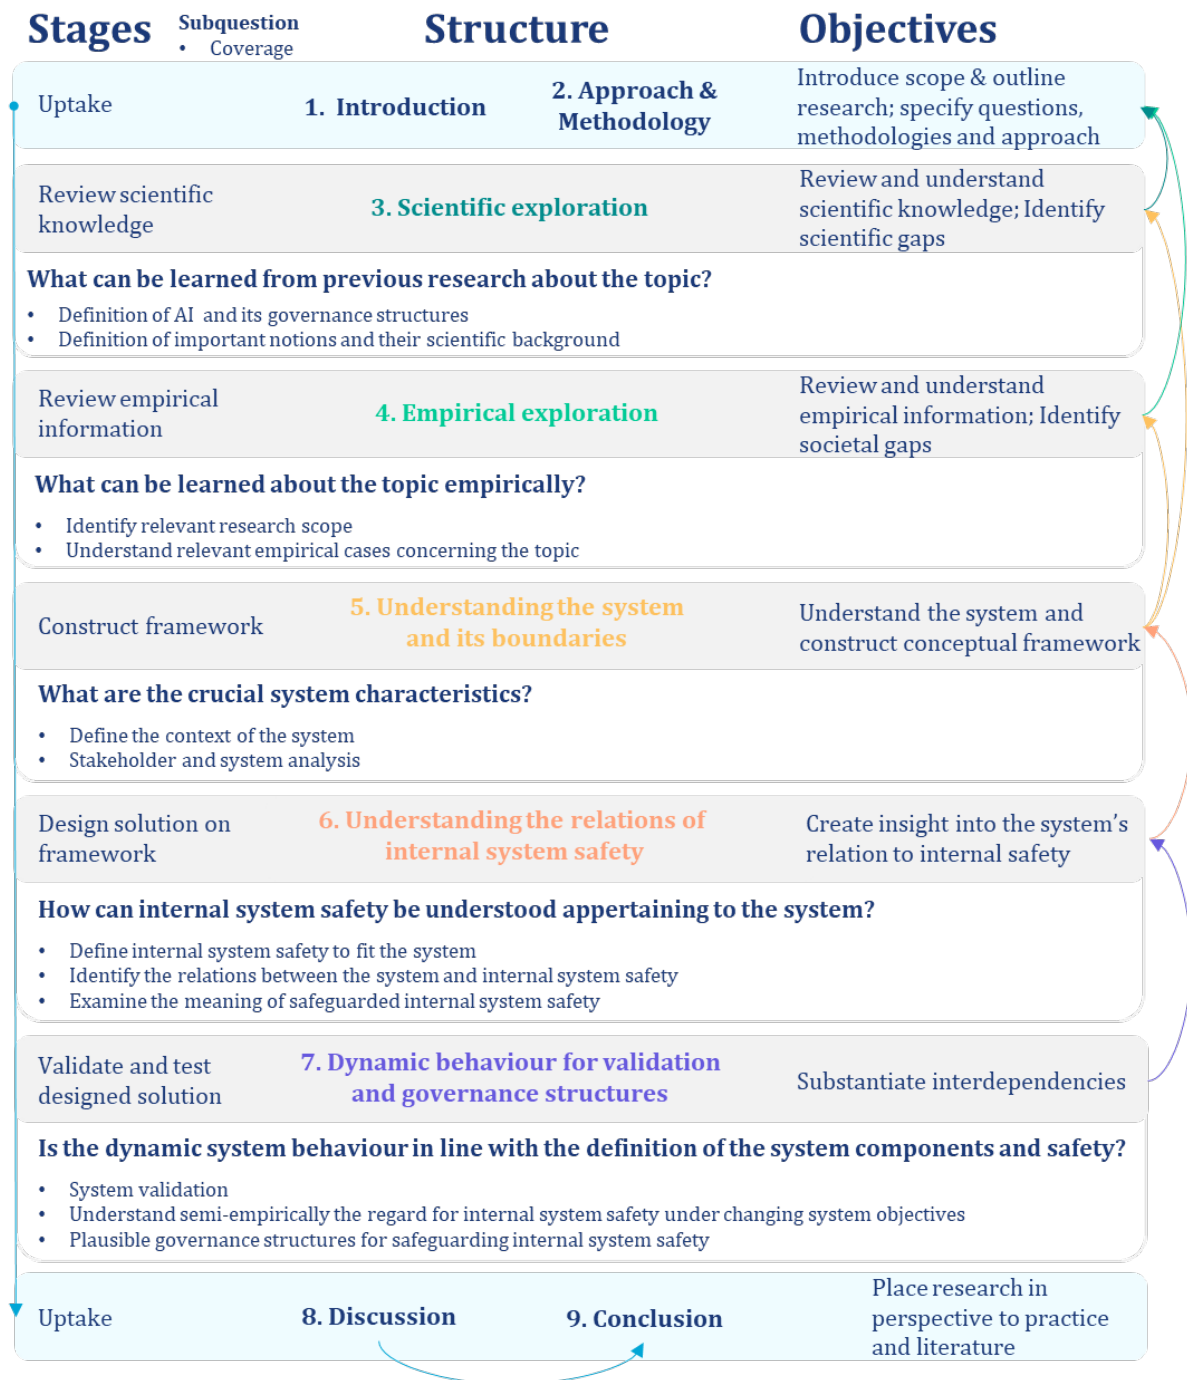 Stages
Subquestion
• Coverage
Structure
Objectives
Uptake
1. Introduction
2. Approach &
Methodology
Introduce scope & outline
research; specify questions,
methodologies and approach
Review scientific
knowledge
3. Scientific exploration
Review and understand
scientific knowledge; Identify
scientific gaps
What can be learned from previous research about the topic?
• Definition of AI and its governance structures
• Definition of important notions and their scientific background
Review empirical
information
4. Empirical exploration
Review and understand
empirical information; Identify
societal gaps
What can be learned about the topic empirically?
• Identify relevant research scope
• Understand relevant empirical cases concerning the topic
Construct framework
5. Understanding the system
and its boundaries
Understand the system and
construct conceptual framework
What are the crucial system characteristics?
• Define the context of the system
• Stakeholder and system analysis
Design solution on
framework
6. Understanding the relations of
internal system safety
Create insight into the system's
relation to internal safety
How can internal system safety be understood appertaining to the system?
• Define internal system safety to fit the system
• Identify the relations between the system and internal system safety
• Examine the meaning of safeguarded internal system safety
Validate and test
designed solution
7. Dynamic behaviour for validation
and governance structures
Substantiate interdependencies
Is the dynamic system behaviour in line with the definition of the system components and safety?
• System validation
• Understand semi-empirically the regard for internal system safety under changing system objectives
• Plausible governance structures for safeguarding internal system safety
Uptake
8. Discussion
9. Conclusion
Place research in
perspective to practice
and literature